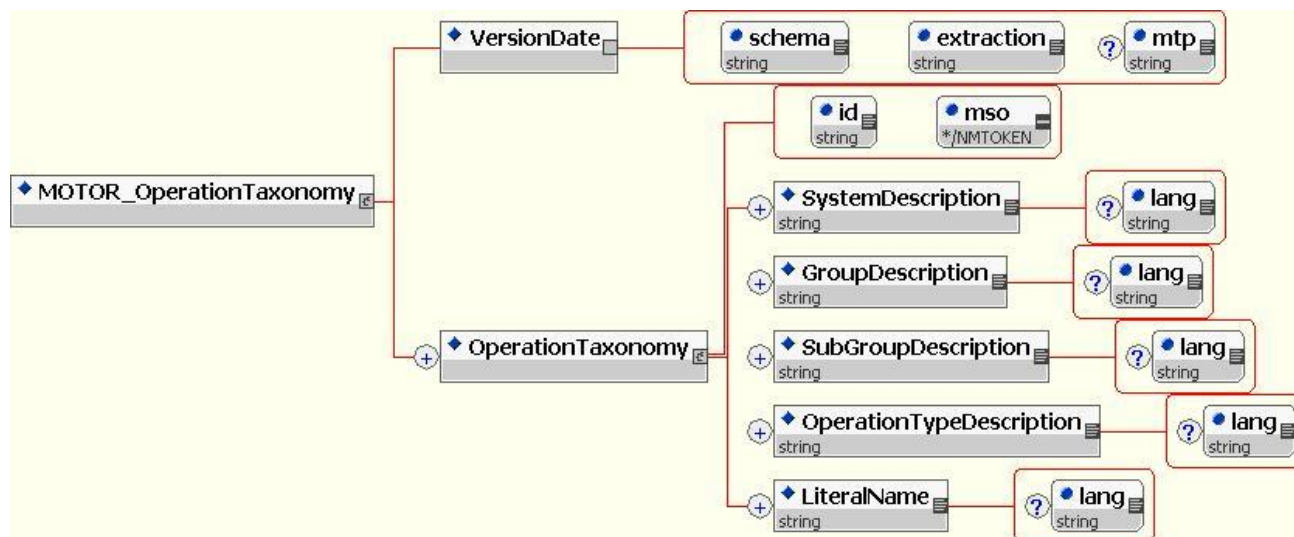 VersionDate
schema
string
extraction
string
? mtp
string
id
string
mso
*/NMTOKEN
MOTOR_OperationTaxonomy
+ SystemDescription
string
? lang
string
+ GroupDescription
string
? lang
string
+ OperationTaxonomy
+ SubGroupDescription
string
? lang
string
+ OperationTypeDescription
string
? lang
string
+ LiteralName
string
? lang
string